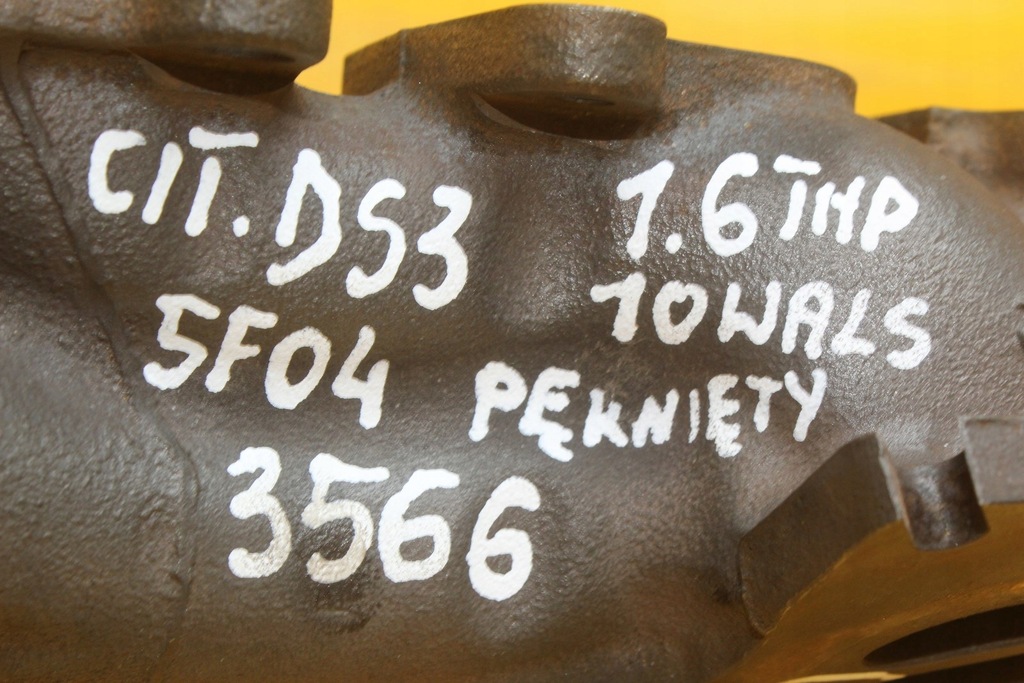 CIT. DS3
5F04
3566
1.6 THP
10WALS
PĘKNIĘTY